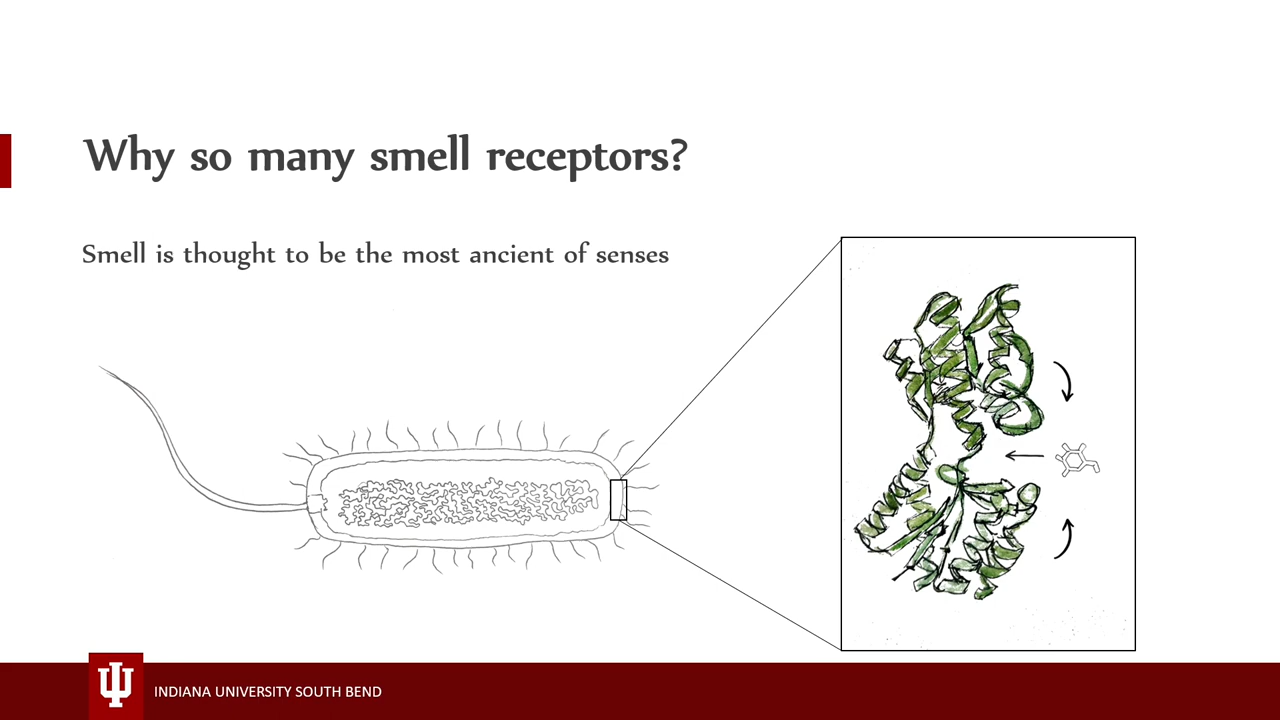 Why so many smell receptors?
Smell is thought to be the most ancient of senses
INDIANA UNIVERSITY SOUTH BEND